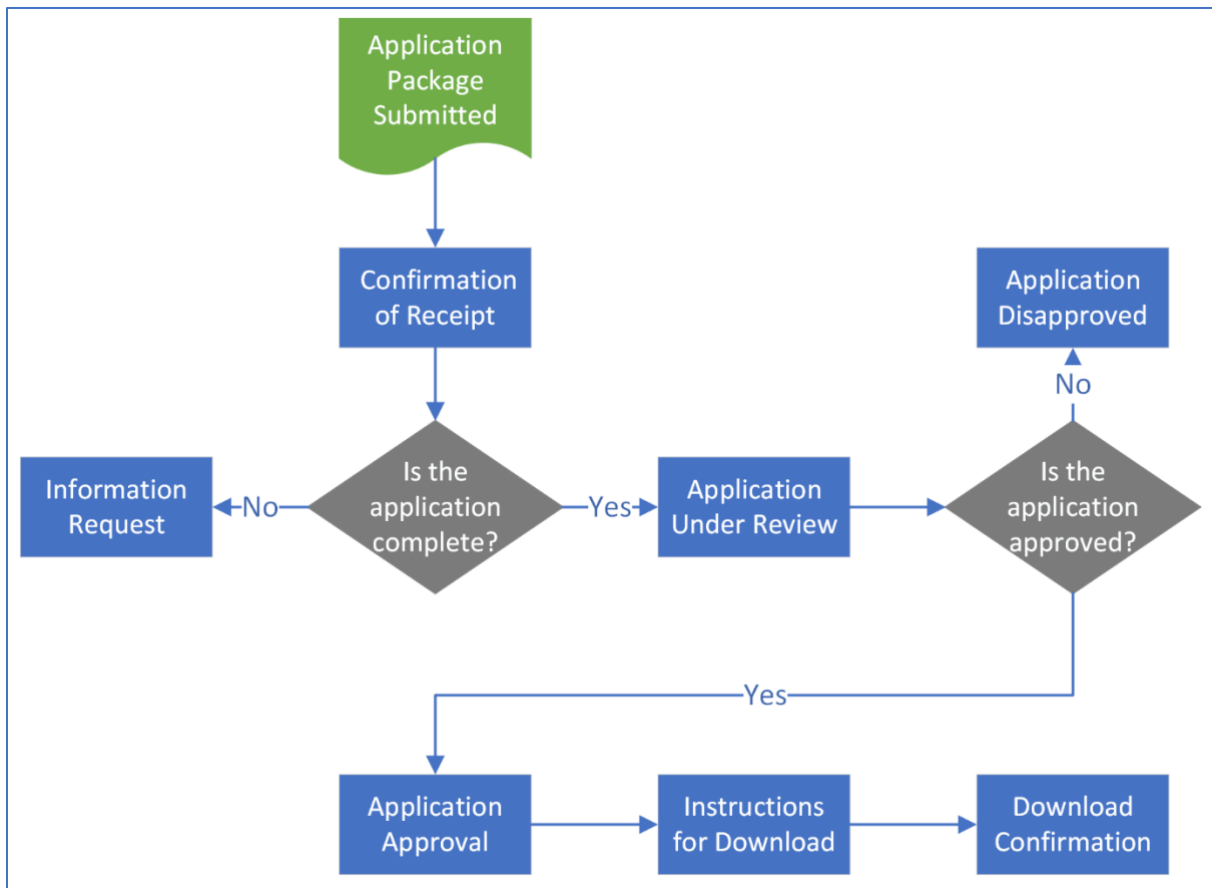 Application
Package
Submitted
Confirmation
of Receipt
Application
Disapproved
No
Information
Request
No
Is the
application
complete?
Yes
Application
Under Review
Is the
application
approved?
Yes
Application
Approval
Instructions
for Download
Download
Confirmation